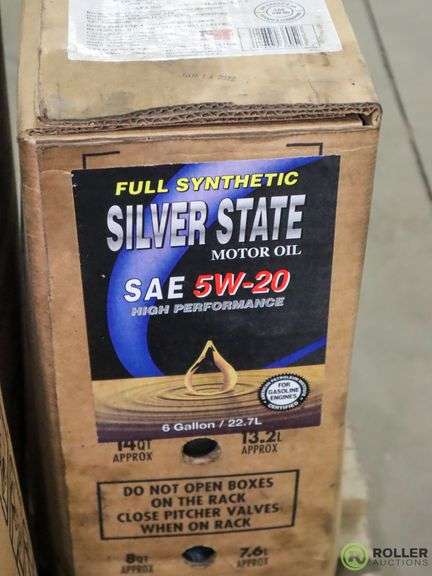 FULL SYNTHETIC
SILVER STATE
MOTOR OIL
SAE 5W-20
HIGH PERFORMANCE
FOR
GASOLINE
ENGINES
CERTIFIED
6 Gallon / 22.7L
14QT
APPROX
13.2L
APPROX
DO NOT OPEN BOXES
ON THE RACK
CLOSE PITCHER VALVES
WHEN ON RACK
8QT
APPROX
7.6L
APPROX
ROLLER
AUCTIONS